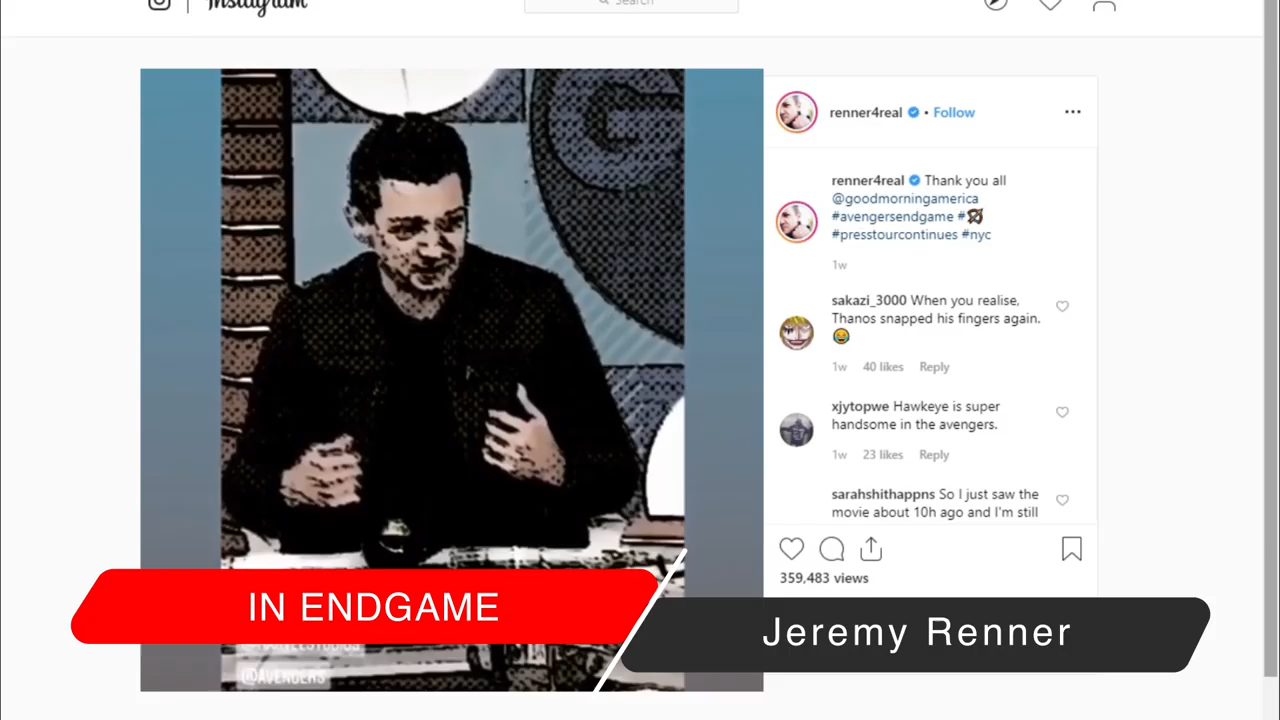 Instagram
Search
renner4real • Follow
renner4real Thank you all
@goodmorningamerica
#avengersendgame #🏹
#presstourcontinues #nyc
1w
sakazi_3000 When you realise,
Thanos snapped his fingers again.
😂
1w 40 likes Reply
xjytopwe Hawkeye is super
handsome in the avengers.
1w 23 likes Reply
sarahshithappns So I just saw the
movie about 10h ago and I'm still
359,483 views
G
IN ENDGAME
Jeremy Renner
@MARVELSTUDIOS
@AVENGERS